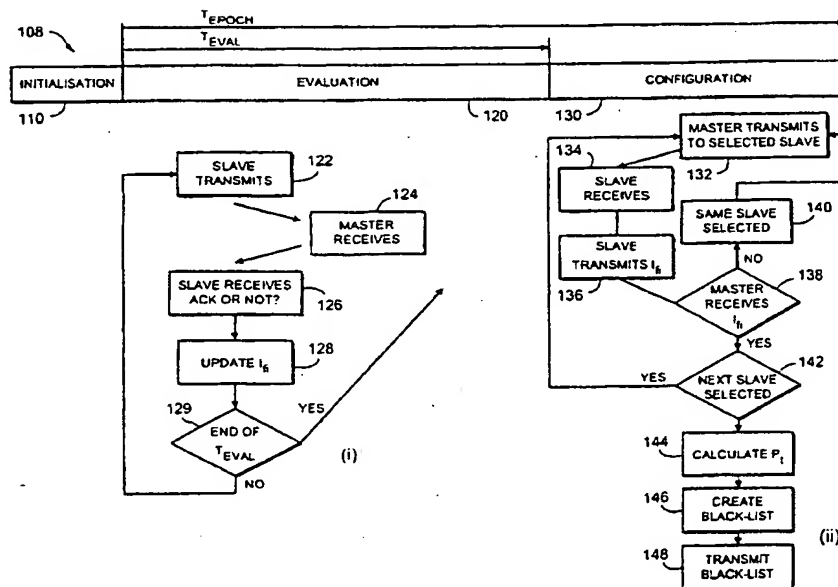 T_EPOCH
108
T_EVAL
INITIALISATION
EVALUATION
CONFIGURATION
110
120
130
SLAVE
TRANSMITS
122
124
MASTER
RECEIVES
SLAVE RECEIVES
ACK OR NOT?
126
UPDATE I_fi
128
129
END OF
T_EVAL
YES
NO
(i)
MASTER TRANSMITS
TO SELECTED SLAVE
132
134
SLAVE
RECEIVES
SLAVE
TRANSMITS I_fi
136
SAME SLAVE
SELECTED
140
NO
138
MASTER
RECEIVES
I_fi
YES
142
YES
NEXT SLAVE
SELECTED
144
CALCULATE P_t
146
CREATE
BLACK-LIST
148
TRANSMIT
BLACK-LIST
(ii)